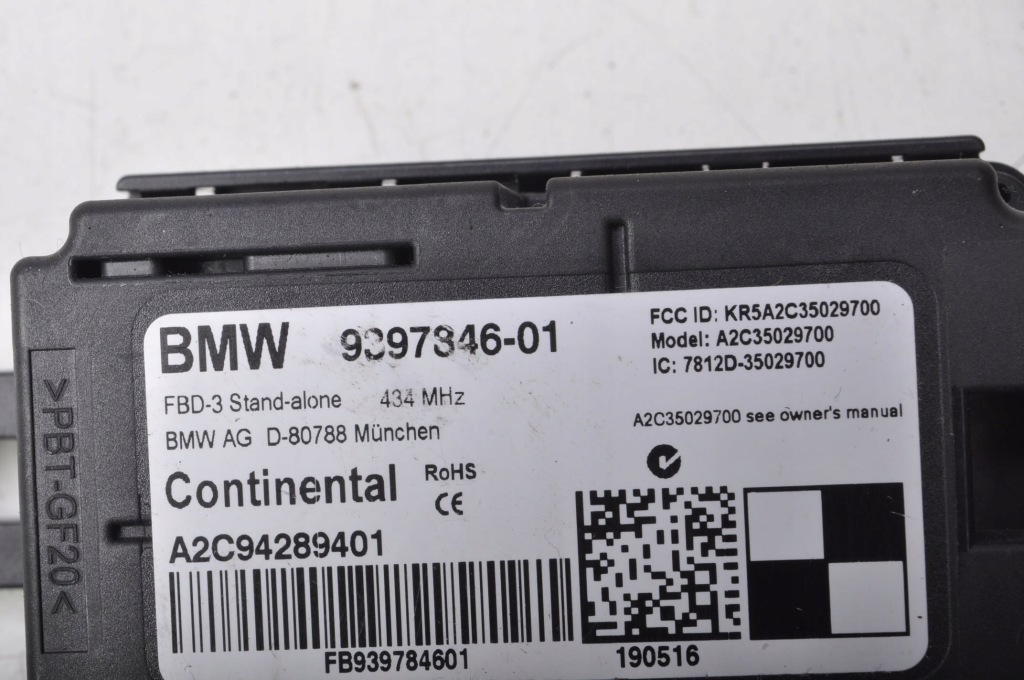 BMW 9397846-01
FCC ID: KR5A2C35029700
Model: A2C35029700
IC: 7812D-35029700
FBD-3 Stand-alone 434 MHz
BMW AG D-80788 München
A2C35029700 see owner's manual
Continental RoHS
CE
A2C94289401
FB939784601
190516
>PBT-GF20<